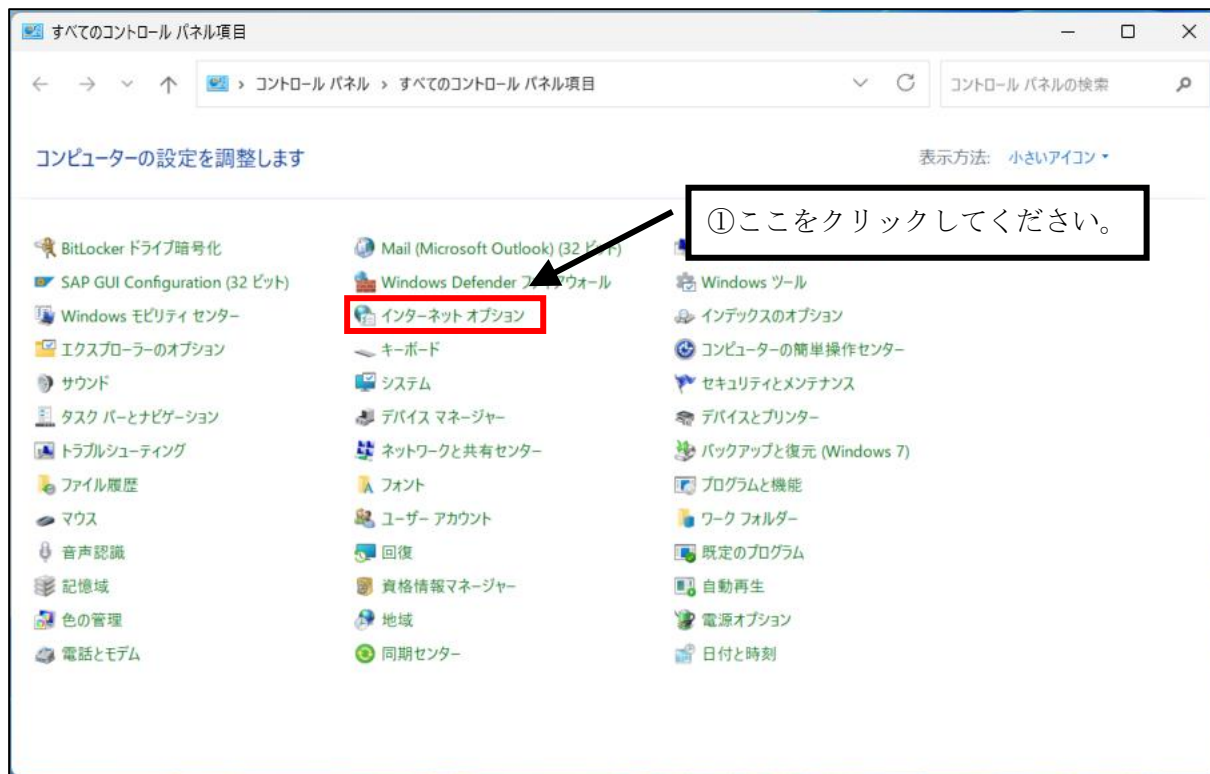 すべてのコントロール パネル項目
コントロール パネル › すべてのコントロール パネル項目
コントロール パネルの検索
コンピューターの設定を調整します
表示方法: 小さいアイコン
①ここをクリックしてください。
BitLocker ドライブ暗号化
Mail (Microsoft Outlook) (32 ビット)
SAP GUI Configuration (32 ビット)
Windows Defender ファイアウォール
Windows ツール
Windows モビリティ センター
インターネット オプション
インデックスのオプション
エクスプローラーのオプション
キーボード
コンピューターの簡単操作センター
サウンド
システム
セキュリティとメンテナンス
タスク バーとナビゲーション
デバイス マネージャー
デバイスとプリンター
トラブルシューティング
ネットワークと共有センター
バックアップと復元 (Windows 7)
ファイル履歴
フォント
プログラムと機能
マウス
ユーザー アカウント
ワーク フォルダー
音声認識
回復
既定のプログラム
記憶域
資格情報マネージャー
自動再生
色の管理
地域
電源オプション
電話とモデム
同期センター
日付と時刻